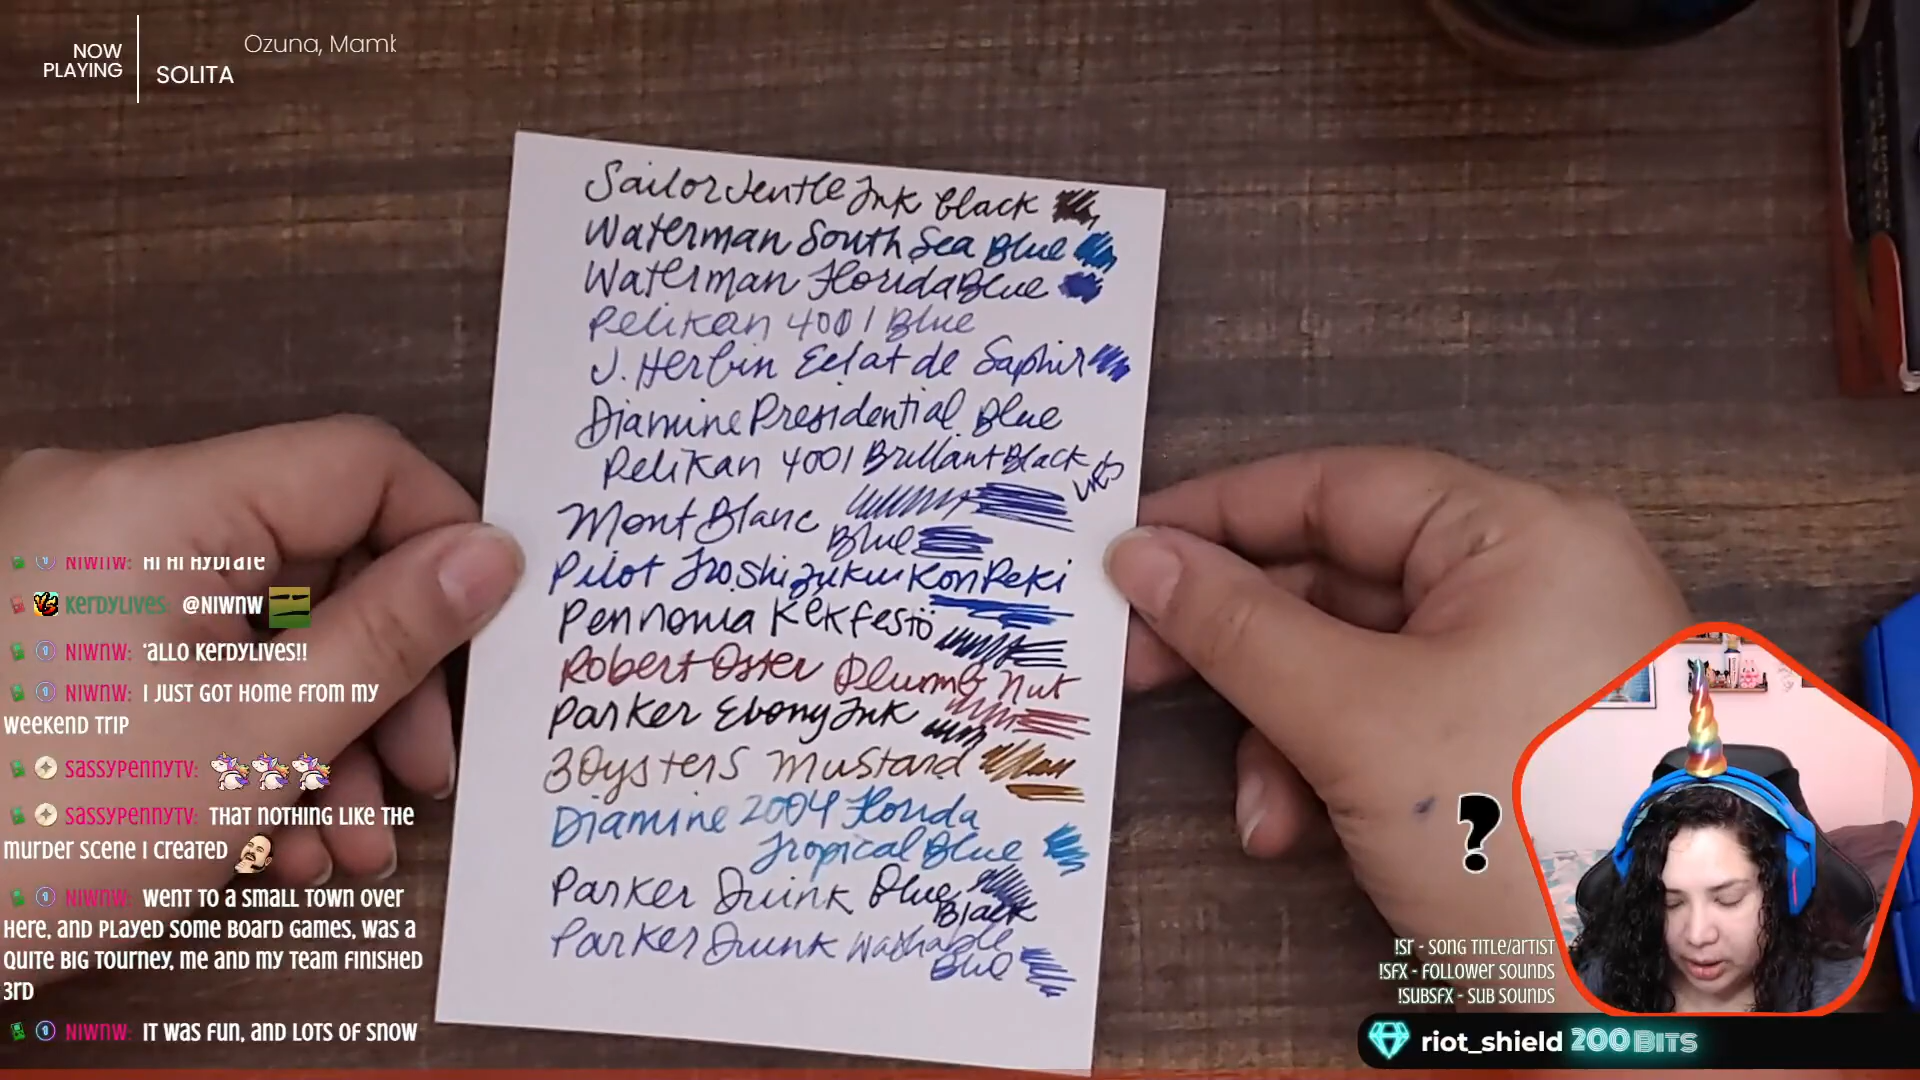 NOW PLAYING
Ozuna, Mamb
SOLITA
Sailor Jentle Ink Black
Waterman South Sea Blue
Waterman Florida Blue
Pelikan 4001 Blue
J. Herbin Eclat de Saphir
Diamine Presidential Blue
Pelikan 4001 Brillant Black
LIES
Mont Blanc
Blue
Pilot Iroshizuku Kon Peki
Pennonia Kékfestö
Robert Oster Plumb Nut
Parker Ebony Ink
3 Oysters Mustard
Diamine 2004 Florida
Tropical Blue
Parker Quink Blue
Black
Parker Quink Washable
Blue
NIWNW: HI HI HYDRATE
KERDYLIVES: @NIWNW
NIWNW: 'ALLO KERDYLIVES!!
NIWNW: I JUST GOT HOME FROM MY
WEEKEND TRIP
SASSYPENNYTV:
SASSYPENNYTV: THAT NOTHING LIKE THE
MURDER SCENE I CREATED
NIWNW: WENT TO A SMALL TOWN OVER
HERE, AND PLAYED SOME BOARD GAMES, WAS A
QUITE BIG TOURNEY, ME AND MY TEAM FINISHED
3RD
NIWNW: IT WAS FUN, AND LOTS OF SNOW
?
!SR - SONG TITLE/ARTIST
!SFX - FOLLOWER SOUNDS
!SUBSFX - SUB SOUNDS
riot_shield 200 BITS